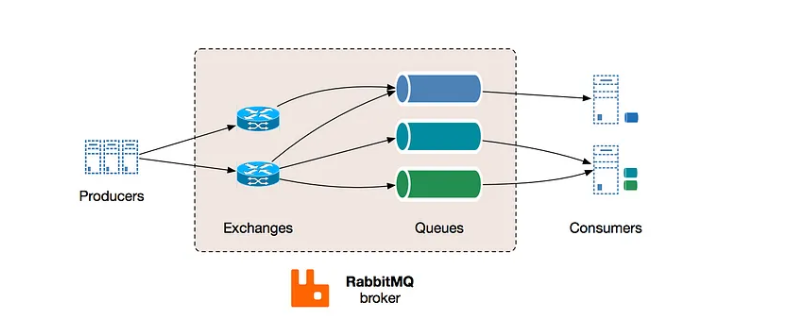 Producers
Exchanges
Queues
Consumers
RabbitMQ
broker